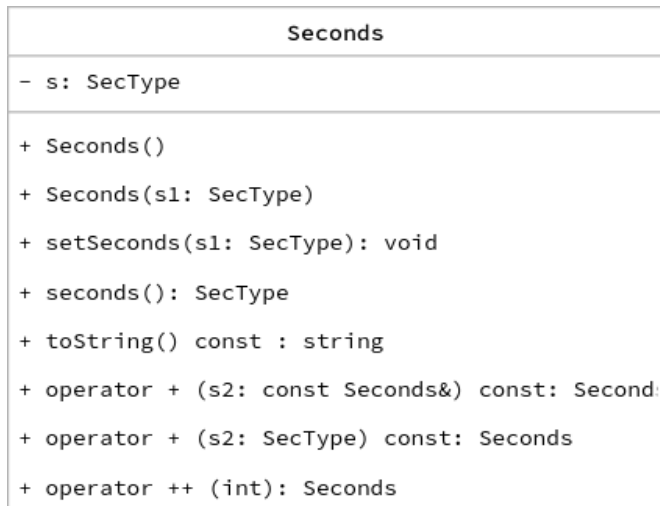 Seconds
- s: SecType
+ Seconds()
+ Seconds(s1: SecType)
+ setSeconds(s1: SecType): void
+ seconds(): SecType
+ toString() const : string
+ operator + (s2: const Seconds&) const: Second
+ operator + (s2: SecType) const: Seconds
+ operator ++ (int): Seconds